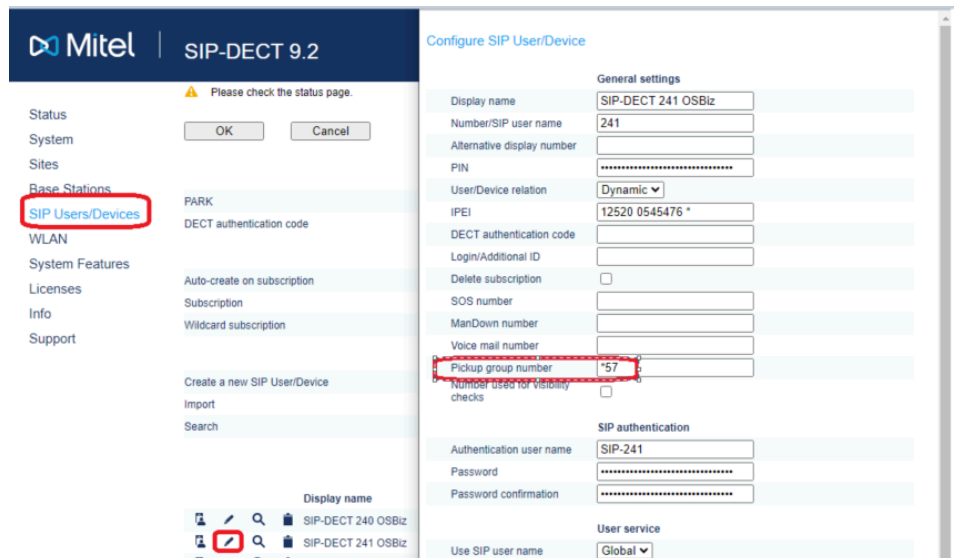 Mitel | SIP-DECT 9.2
Status
System
Sites
Base Stations
SIP Users/Devices
WLAN
System Features
Licenses
Info
Support
Please check the status page.
OK Cancel
PARK
DECT authentication code
Auto-create on subscription
Subscription
Wildcard subscription
Create a new SIP User/Device
Import
Search
Display name
SIP-DECT 240 OSBiz
SIP-DECT 241 OSBiz
Configure SIP User/Device
General settings
Display name SIP-DECT 241 OSBiz
Number/SIP user name 241
Alternative display number
PIN ••••••••••••••••••••••••••••••••
User/Device relation Dynamic
IPEI 12520 0545476 *
DECT authentication code
Login/Additional ID
Delete subscription
SOS number
ManDown number
Voice mail number
Pickup group number *57
Number used for visibility
checks
SIP authentication
Authentication user name SIP-241
Password ••••••••••••••••••••••••••••••••
Password confirmation ••••••••••••••••••••••••••••••••
User service
Use SIP user name Global